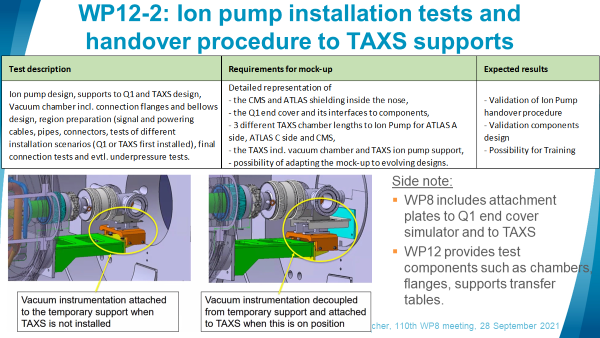 WP12-2: Ion pump installation tests and
handover procedure to TAXS supports
Test description
Requirements for mock-up
Expected results
Ion pump design, supports to Q1 and TAXS design,
Vacuum chamber incl. connection flanges and bellows
design, region preparation (signal and powering
cables, pipes, connectors, tests of different
installation scenarios (Q1 or TAXS first installed), final
connection tests and evtl. underpressure tests.
Detailed representation of
- the CMS and ATLAS shielding inside the nose,
- the Q1 end cover and its interfaces to components,
- 3 different TAXS chamber lengths to Ion Pump for ATLAS A
side, ATLAS C side and CMS,
- the TAXS incl. vacuum chamber and TAXS ion pump support,
- possibility of adapting the mock-up to evolving designs.
- Validation of Ion Pump
handover procedure
- Validation components
design
- Possibility for Training
Vacuum instrumentation attached
to the temporary support when
TAXS is not installed
Vacuum instrumentation decoupled
from temporary support and attached
to TAXS when this is on position
Side note:
▪ WP8 includes attachment
plates to Q1 end cover
simulator and to TAXS
▪ WP12 provides test
components such as chambers,
flanges, supports transfer
tables.
cher, 110th WP8 meeting, 28 September 2021